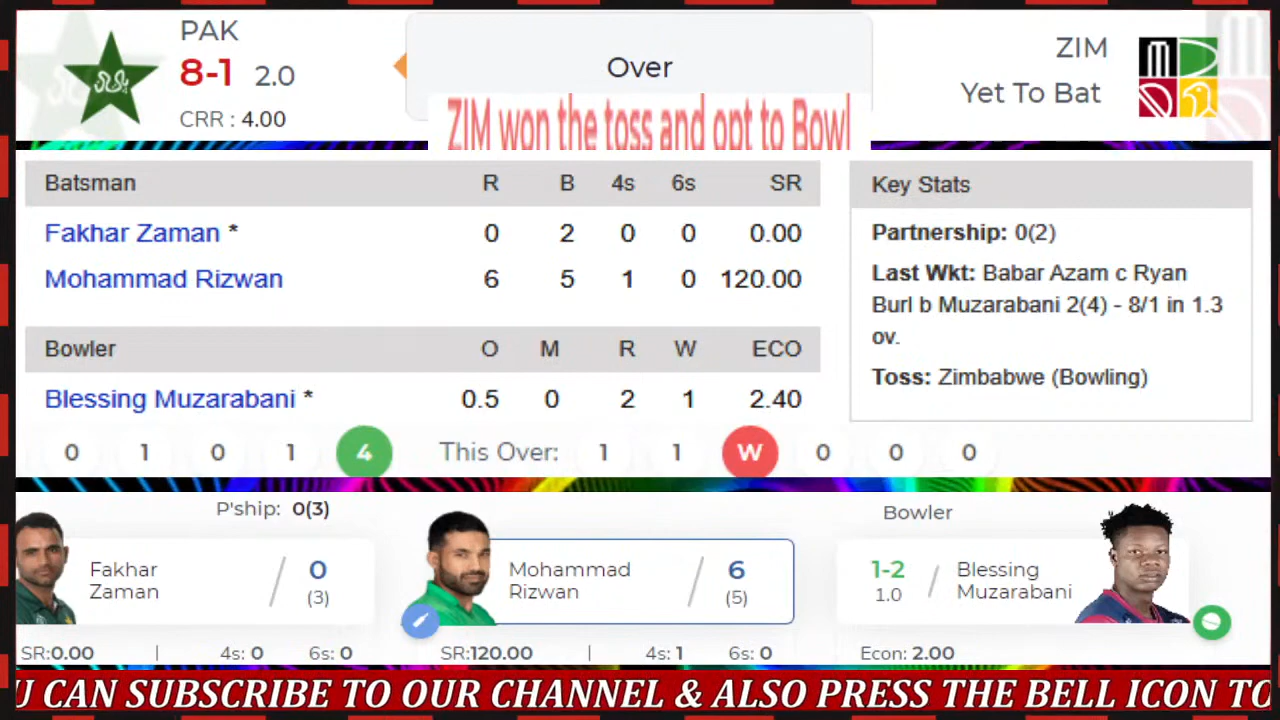 PAK
8-1 2.0
CRR : 4.00
Over
ZIM won the toss and opt to Bowl
ZIM
Yet To Bat
Batsman R B 4s 6s SR
Fakhar Zaman * 0 2 0 0 0.00
Mohammad Rizwan 6 5 1 0 120.00
Bowler O M R W ECO
Blessing Muzarabani * 0.5 0 2 1 2.40
Key Stats
Partnership: 0(2)
Last Wkt: Babar Azam c Ryan
Burl b Muzarabani 2(4) - 8/1 in 1.3
ov.
Toss: Zimbabwe (Bowling)
0 1 0 1 4 This Over: 1 1 W 0 0 0
P'ship: 0(3)
Fakhar
Zaman
0
(3)
SR:0.00 | 4s: 0 6s: 0
Mohammad
Rizwan
6
(5)
SR:120.00 | 4s: 1 6s: 0
Bowler
1-2
1.0
Blessing
Muzarabani
Econ: 2.00
U CAN SUBSCRIBE TO OUR CHANNEL & ALSO PRESS THE BELL ICON TO